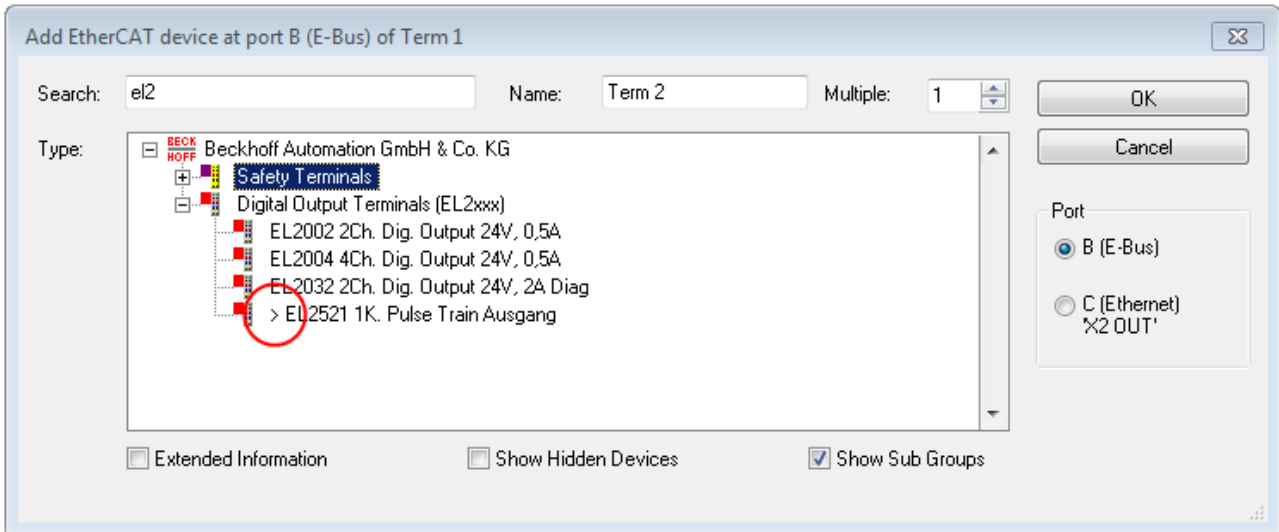 Add EtherCAT device at port B (E-Bus) of Term 1
Search: el2 Name: Term 2 Multiple: 1 OK
Type: BECKHOFF Beckhoff Automation GmbH & Co. KG Cancel
Safety Terminals
Digital Output Terminals (EL2xxx) Port
EL2002 2Ch. Dig. Output 24V, 0,5A B (E-Bus)
EL2004 4Ch. Dig. Output 24V, 0,5A
EL2032 2Ch. Dig. Output 24V, 2A Diag C (Ethernet)
> EL2521 1K. Pulse Train Ausgang 'X2 OUT'
Extended Information Show Hidden Devices Show Sub Groups